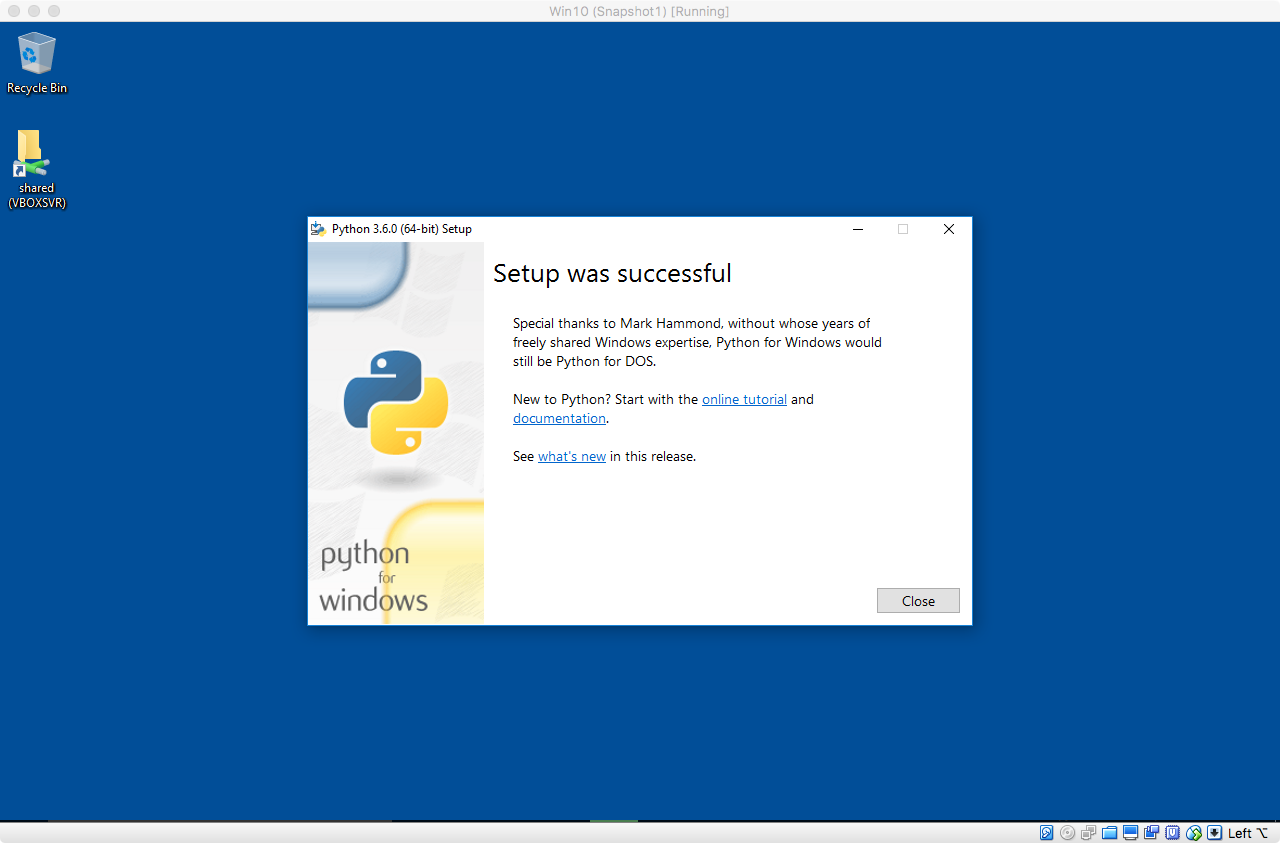 Win10 (Snapshot1) [Running]
Recycle Bin
shared
(VBOXSVR)
Python 3.6.0 (64-bit) Setup
Setup was successful
Special thanks to Mark Hammond, without whose years of
freely shared Windows expertise, Python for Windows would
still be Python for DOS.
New to Python? Start with the online tutorial and
documentation.
See what's new in this release.
python
for
windows
Close
Left ⌥